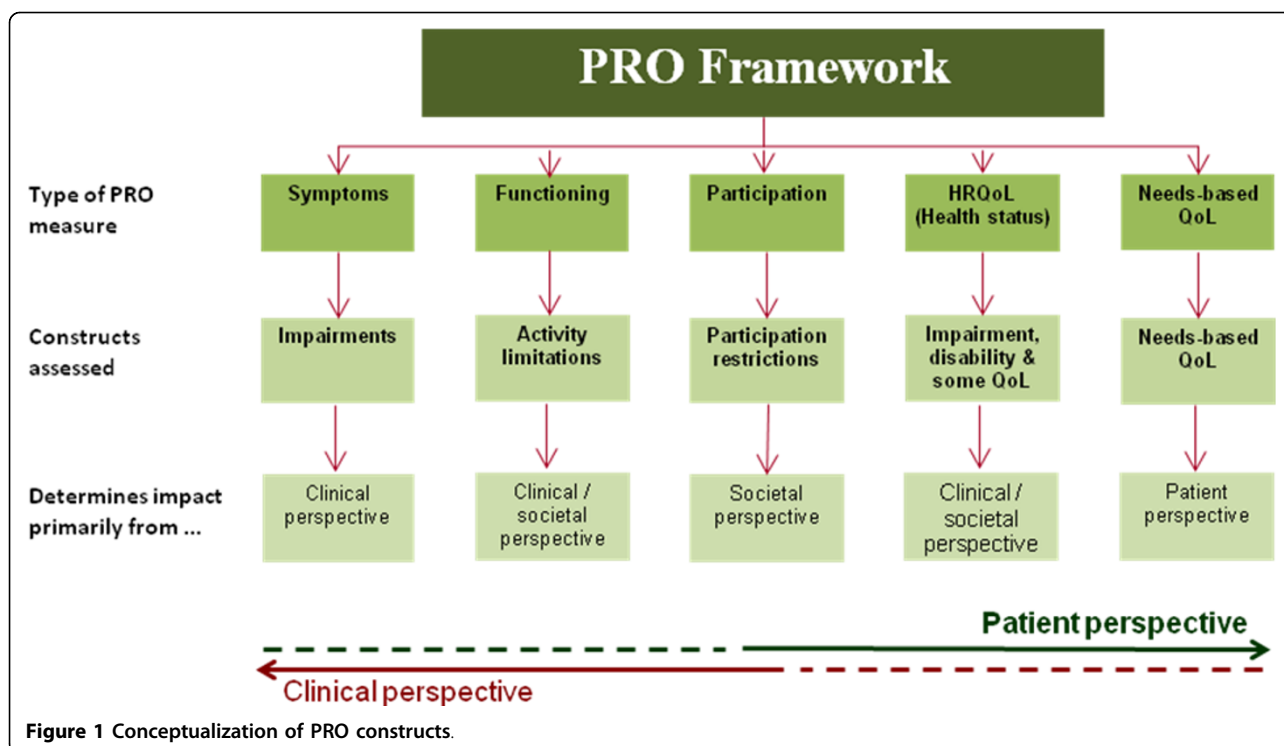 PRO Framework
Type of PRO
measure
Symptoms
Functioning
Participation
HRQoL
(Health status)
Needs-based
QoL
Constructs
assessed
Impairments
Activity
limitations
Participation
restrictions
Impairment,
disability &
some QoL
Needs-based
QoL
Determines impact
primarily from ...
Clinical
perspective
Clinical /
societal
perspective
Societal
perspective
Clinical /
societal
perspective
Patient
perspective
Patient perspective
Clinical perspective
Figure 1 Conceptualization of PRO constructs.